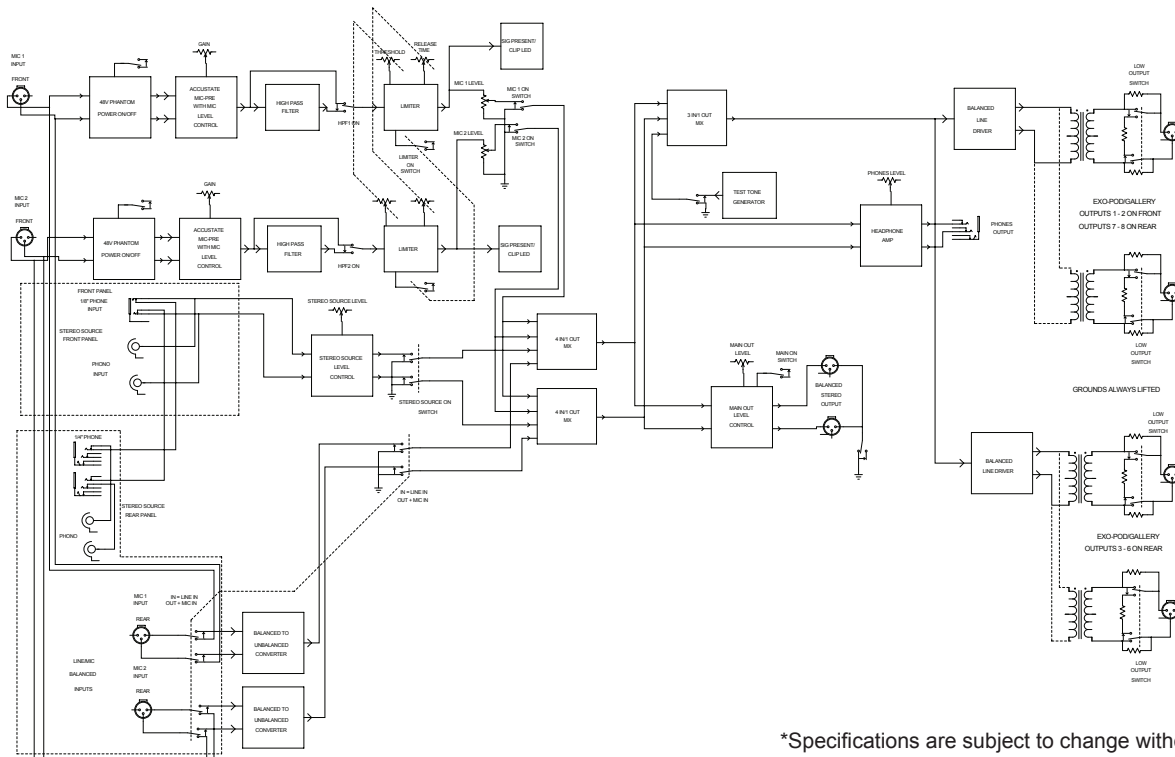 MIC 1
INPUT
FRONT
48V PHANTOM
POWER ON/OFF
GAIN
ACCUSTATE
MIC-PRE
WITH MIC
LEVEL
CONTROL
HIGH PASS
FILTER
HPF1 ON
THRESHOLD
RELEASE
TIME
LIMITER
LIMITER
ON
SWITCH
SIG PRESENT/
CLIP LED
MIC 1 LEVEL
MIC 1 ON
SWITCH
MIC 2 LEVEL
MIC 2 ON
SWITCH
MIC 2
INPUT
FRONT
48V PHANTOM
POWER ON/OFF
GAIN
ACCUSTATE
MIC-PRE
WITH MIC
LEVEL
CONTROL
HIGH PASS
FILTER
HPF2 ON
LIMITER
SIG PRESENT/
CLIP LED
FRONT PANEL
1/8" PHONE
INPUT
STEREO SOURCE
FRONT PANEL
PHONO
INPUT
STEREO SOURCE LEVEL
STEREO SOURCE
LEVEL
CONTROL
STEREO SOURCE ON
SWITCH
4 IN/1 OUT
MIX
4 IN/1 OUT
MIX
1/4" PHONE
STEREO SOURCE
REAR PANEL
PHONO
IN = LINE IN
OUT = MIC IN
MIC 1
INPUT
REAR
IN = LINE IN
OUT = MIC IN
LINE/MIC
BALANCED
INPUTS
MIC 2
INPUT
REAR
BALANCED TO
UNBALANCED
CONVERTER
BALANCED TO
UNBALANCED
CONVERTER
3 IN/1 OUT
MIX
TEST TONE
GENERATOR
PHONES LEVEL
HEADPHONE
AMP
PHONES
OUTPUT
MAIN OUT
LEVEL
MAIN ON
SWITCH
MAIN OUT
LEVEL
CONTROL
BALANCED
STEREO
OUTPUT
BALANCED
LINE
DRIVER
LOW
OUTPUT
SWITCH
EXO-POD/GALLERY
OUTPUTS 1 - 2 ON FRONT
OUTPUTS 7 - 8 ON REAR
LOW
OUTPUT
SWITCH
GROUNDS ALWAYS LIFTED
BALANCED
LINE DRIVER
LOW
OUTPUT
SWITCH
EXO-POD/GALLERY
OUTPUTS 3 - 6 ON REAR
LOW
OUTPUT
SWITCH
*Specifications are subject to change with